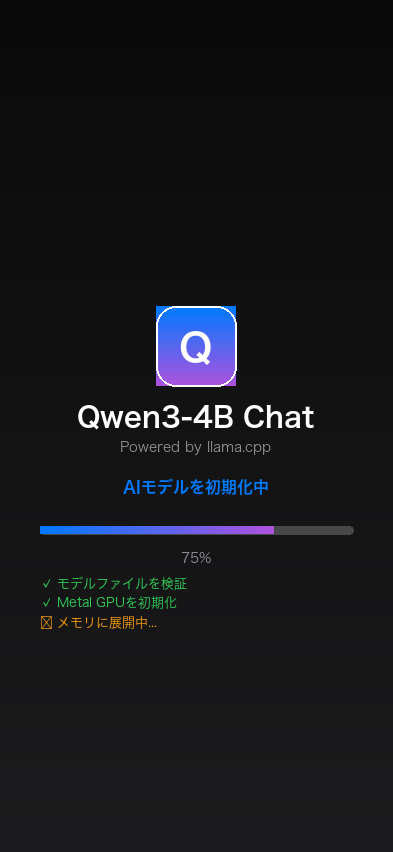 Q
Qwen3-4B Chat
Powered by llama.cpp
AIモデルを初期化中
75%
✓ モデルファイルを検証
✓ Metal GPUを初期化
メモリに展開中...